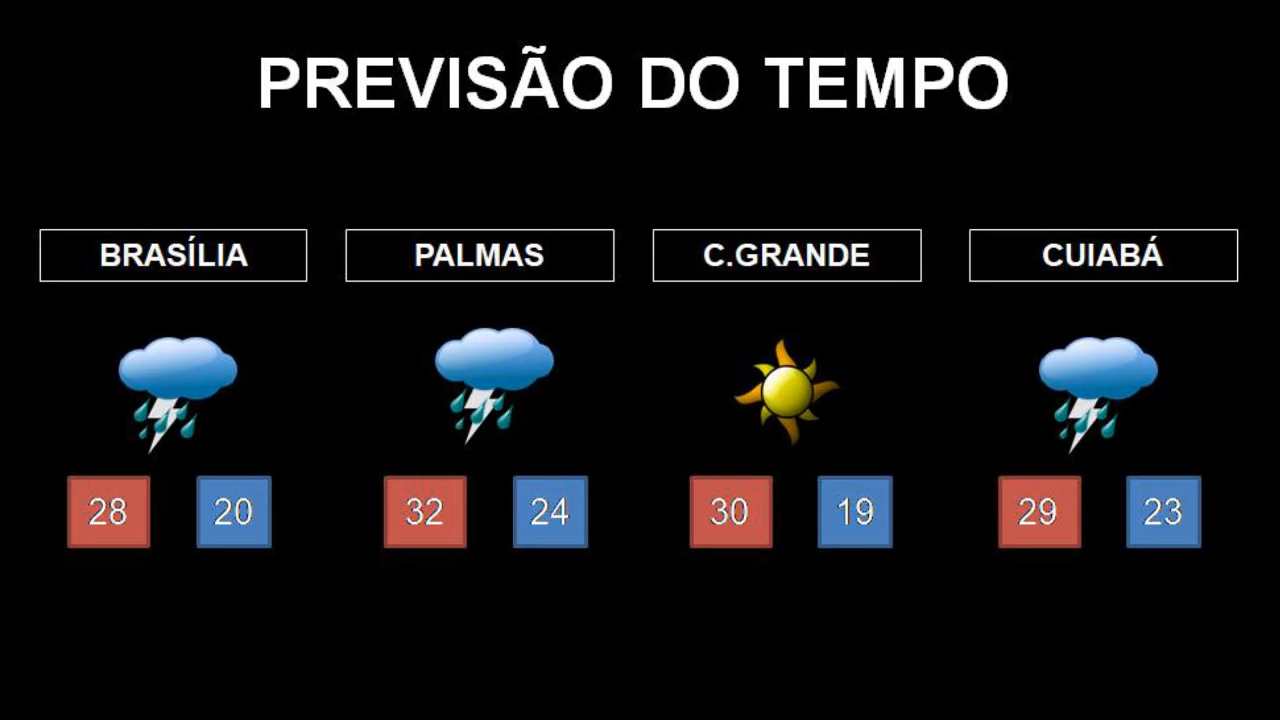 PREVISÃO DO TEMPO
BRASÍLIA PALMAS C.GRANDE CUIABÁ
28 20 32 24 30 19 29 23